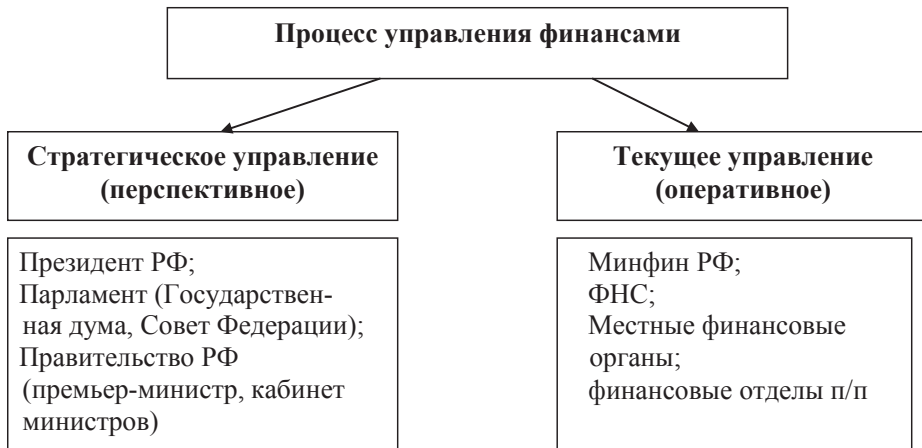 Процесс управления финансами
Стратегическое управление
(перспективное)
Президент РФ;
Парламент (Государствен-
ная дума, Совет Федерации);
Правительство РФ
(премьер-министр, кабинет
министров)
Текущее управление
(оперативное)
Минфин РФ;
ФНС;
Местные финансовые
органы;
финансовые отделы п/п